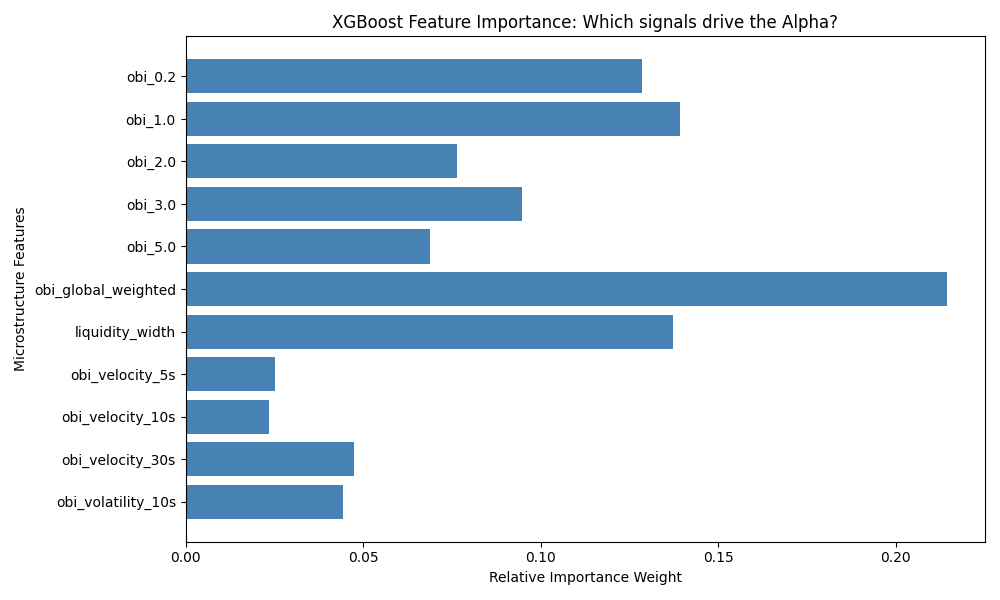 XGBoost Feature Importance: Which signals drive the Alpha?
Microstructure Features
obi_0.2
obi_1.0
obi_2.0
obi_3.0
obi_5.0
obi_global_weighted
liquidity_width
obi_velocity_5s
obi_velocity_10s
obi_velocity_30s
obi_volatility_10s
0.00 0.05 0.10 0.15 0.20
Relative Importance Weight